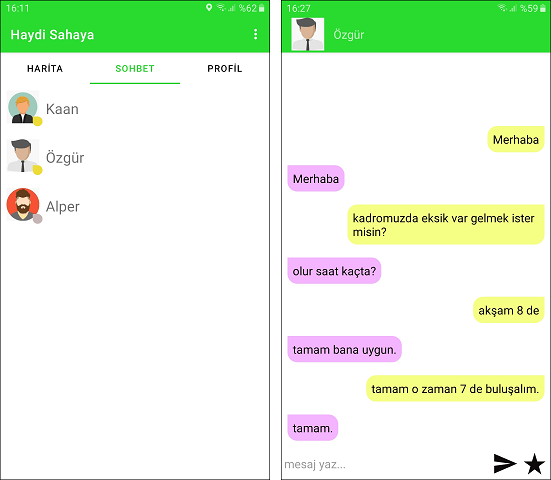 16:11 %62
Haydi Sahaya
HARİTA SOHBET PROFİL
Kaan
Özgür
Alper
16:27 %59
Özgür
Merhaba
Merhaba
kadromuzda eksik var gelmek ister
misin?
olur saat kaçta?
akşam 8 de
tamam bana uygun.
tamam o zaman 7 de buluşalım.
tamam.
mesaj yaz...